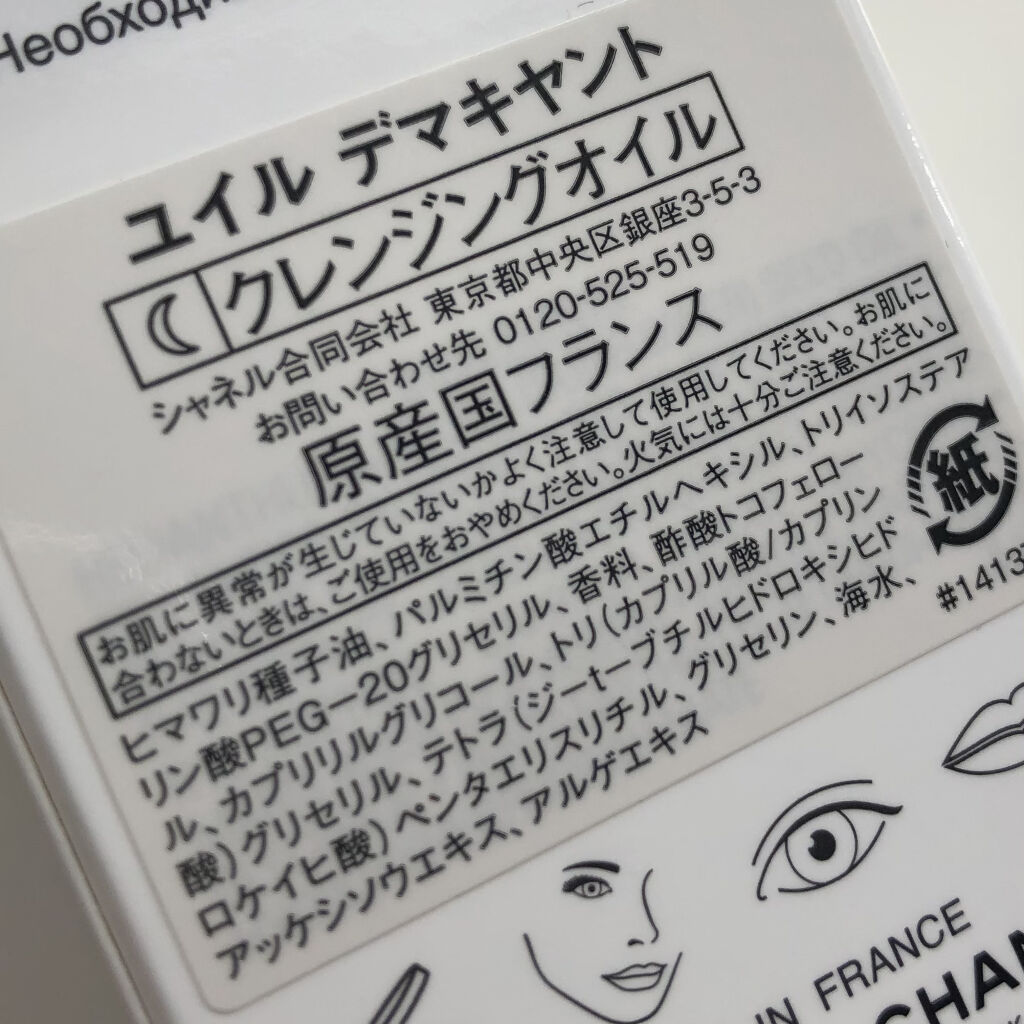 ユイル デマキヤント
クレンジングオイル
シャネル合同会社 東京都中央区銀座3-5-3
お問い合わせ先 0120-525-519
原産国フランス
お肌に異常が生じていないかよく注意して使用してください。お肌に
合わないときは、ご使用をおやめください。火気には十分ご注意ください。
ヒマワリ種子油、パルミチン酸エチルヘキシル、トリイソステア
リン酸PEG−20グリセリル、香料、酢酸トコフェロー
ル、カプリリルグリコール、トリ(カプリル酸/カプリン
酸)グリセリル、テトラ(ジーt−ブチルヒドロキシヒド
ロケイヒ酸)ペンタエリスリチル、グリセリン、海水、
アッケシソウエキス、アルゲエキス
紙
IN FRANCE